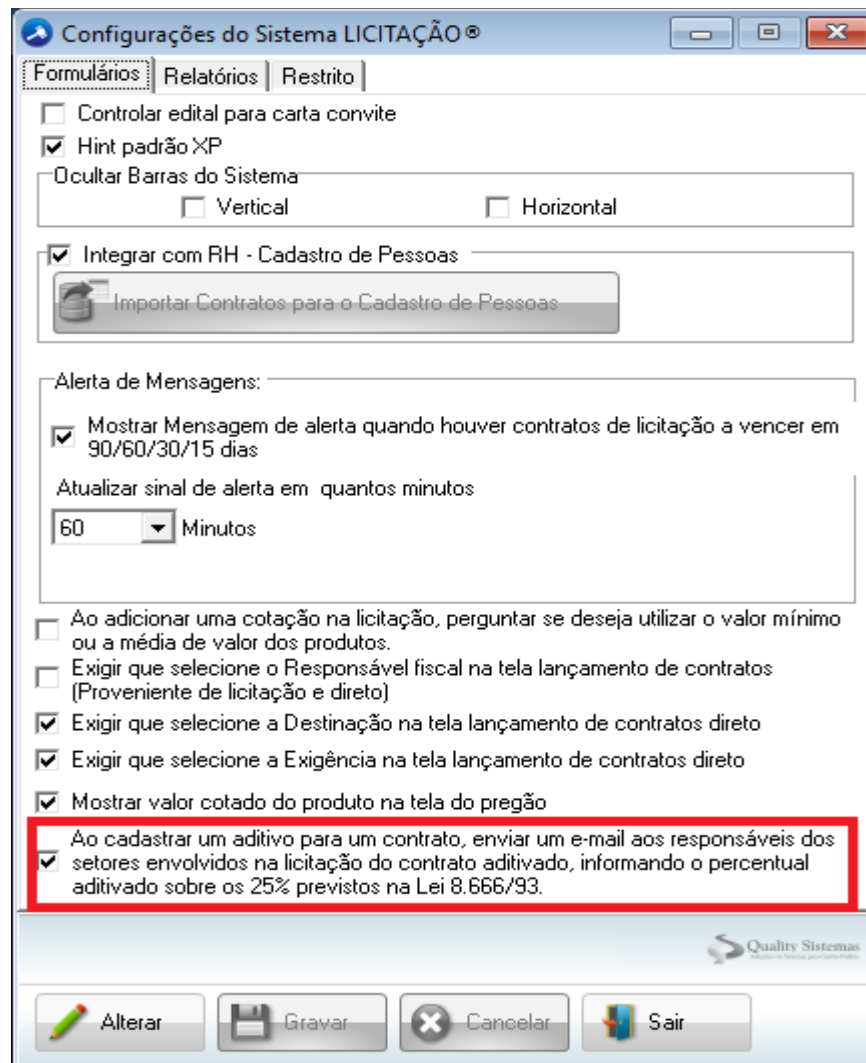 Configurações do Sistema LICITAÇÃO®
Formulários Relatórios Restrito
Controlar edital para carta convite
Hint padrão XP
Ocultar Barras do Sistema
Vertical Horizontal
Integrar com RH - Cadastro de Pessoas
Importar Contratos para o Cadastro de Pessoas
Alerta de Mensagens:
Mostrar Mensagem de alerta quando houver contratos de licitação a vencer em
90/60/30/15 dias
Atualizar sinal de alerta em quantos minutos
60 Minutos
Ao adicionar uma cotação na licitação, perguntar se deseja utilizar o valor mínimo
ou a média de valor dos produtos.
Exigir que selecione o Responsável fiscal na tela lançamento de contratos
(Proveniente de licitação e direto)
Exigir que selecione a Destinação na tela lançamento de contratos direto
Exigir que selecione a Exigência na tela lançamento de contratos direto
Mostrar valor cotado do produto na tela do pregão
Ao cadastrar um aditivo para um contrato, enviar um e-mail aos responsáveis dos
setores envolvidos na licitação do contrato aditivado, informando o percentual
aditivado sobre os 25% previstos na Lei 8.666/93.
Quality Sistemas
Alterar Gravar Cancelar Sair